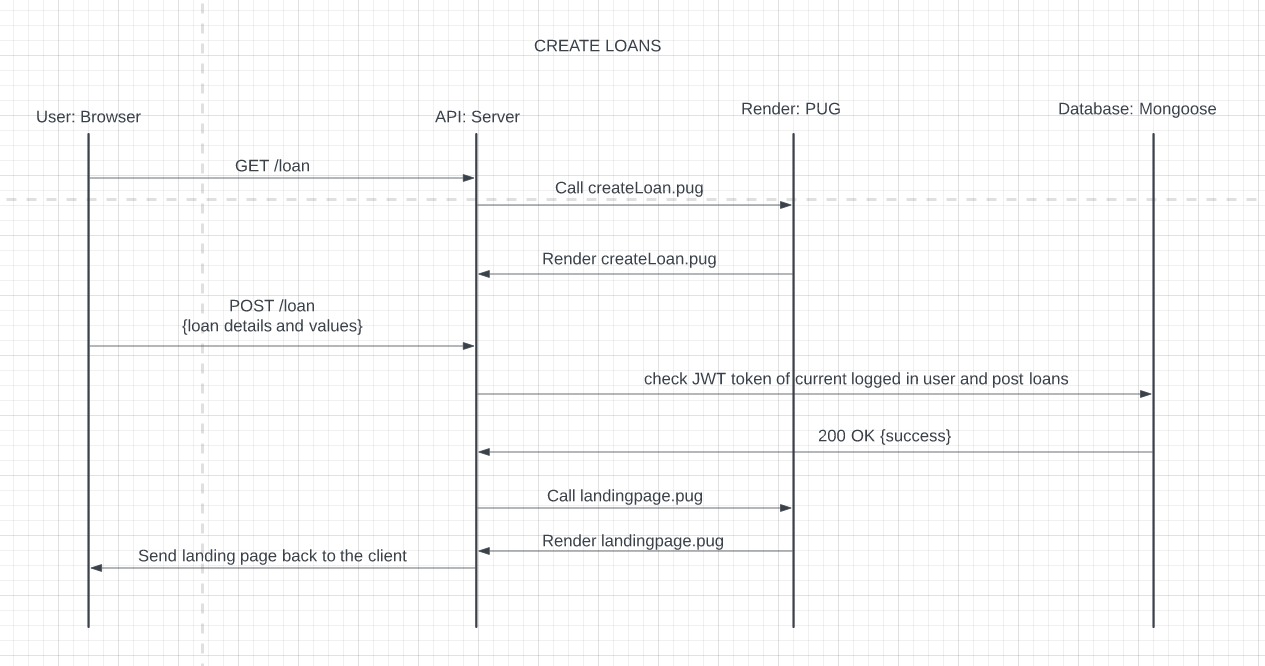 CREATE LOANS
User: Browser
API: Server
Render: PUG
Database: Mongoose
GET /loan
Call createLoan.pug
Render createLoan.pug
POST /loan
{loan details and values}
check JWT token of current logged in user and post loans
200 OK {success}
Call landingpage.pug
Render landingpage.pug
Send landing page back to the client